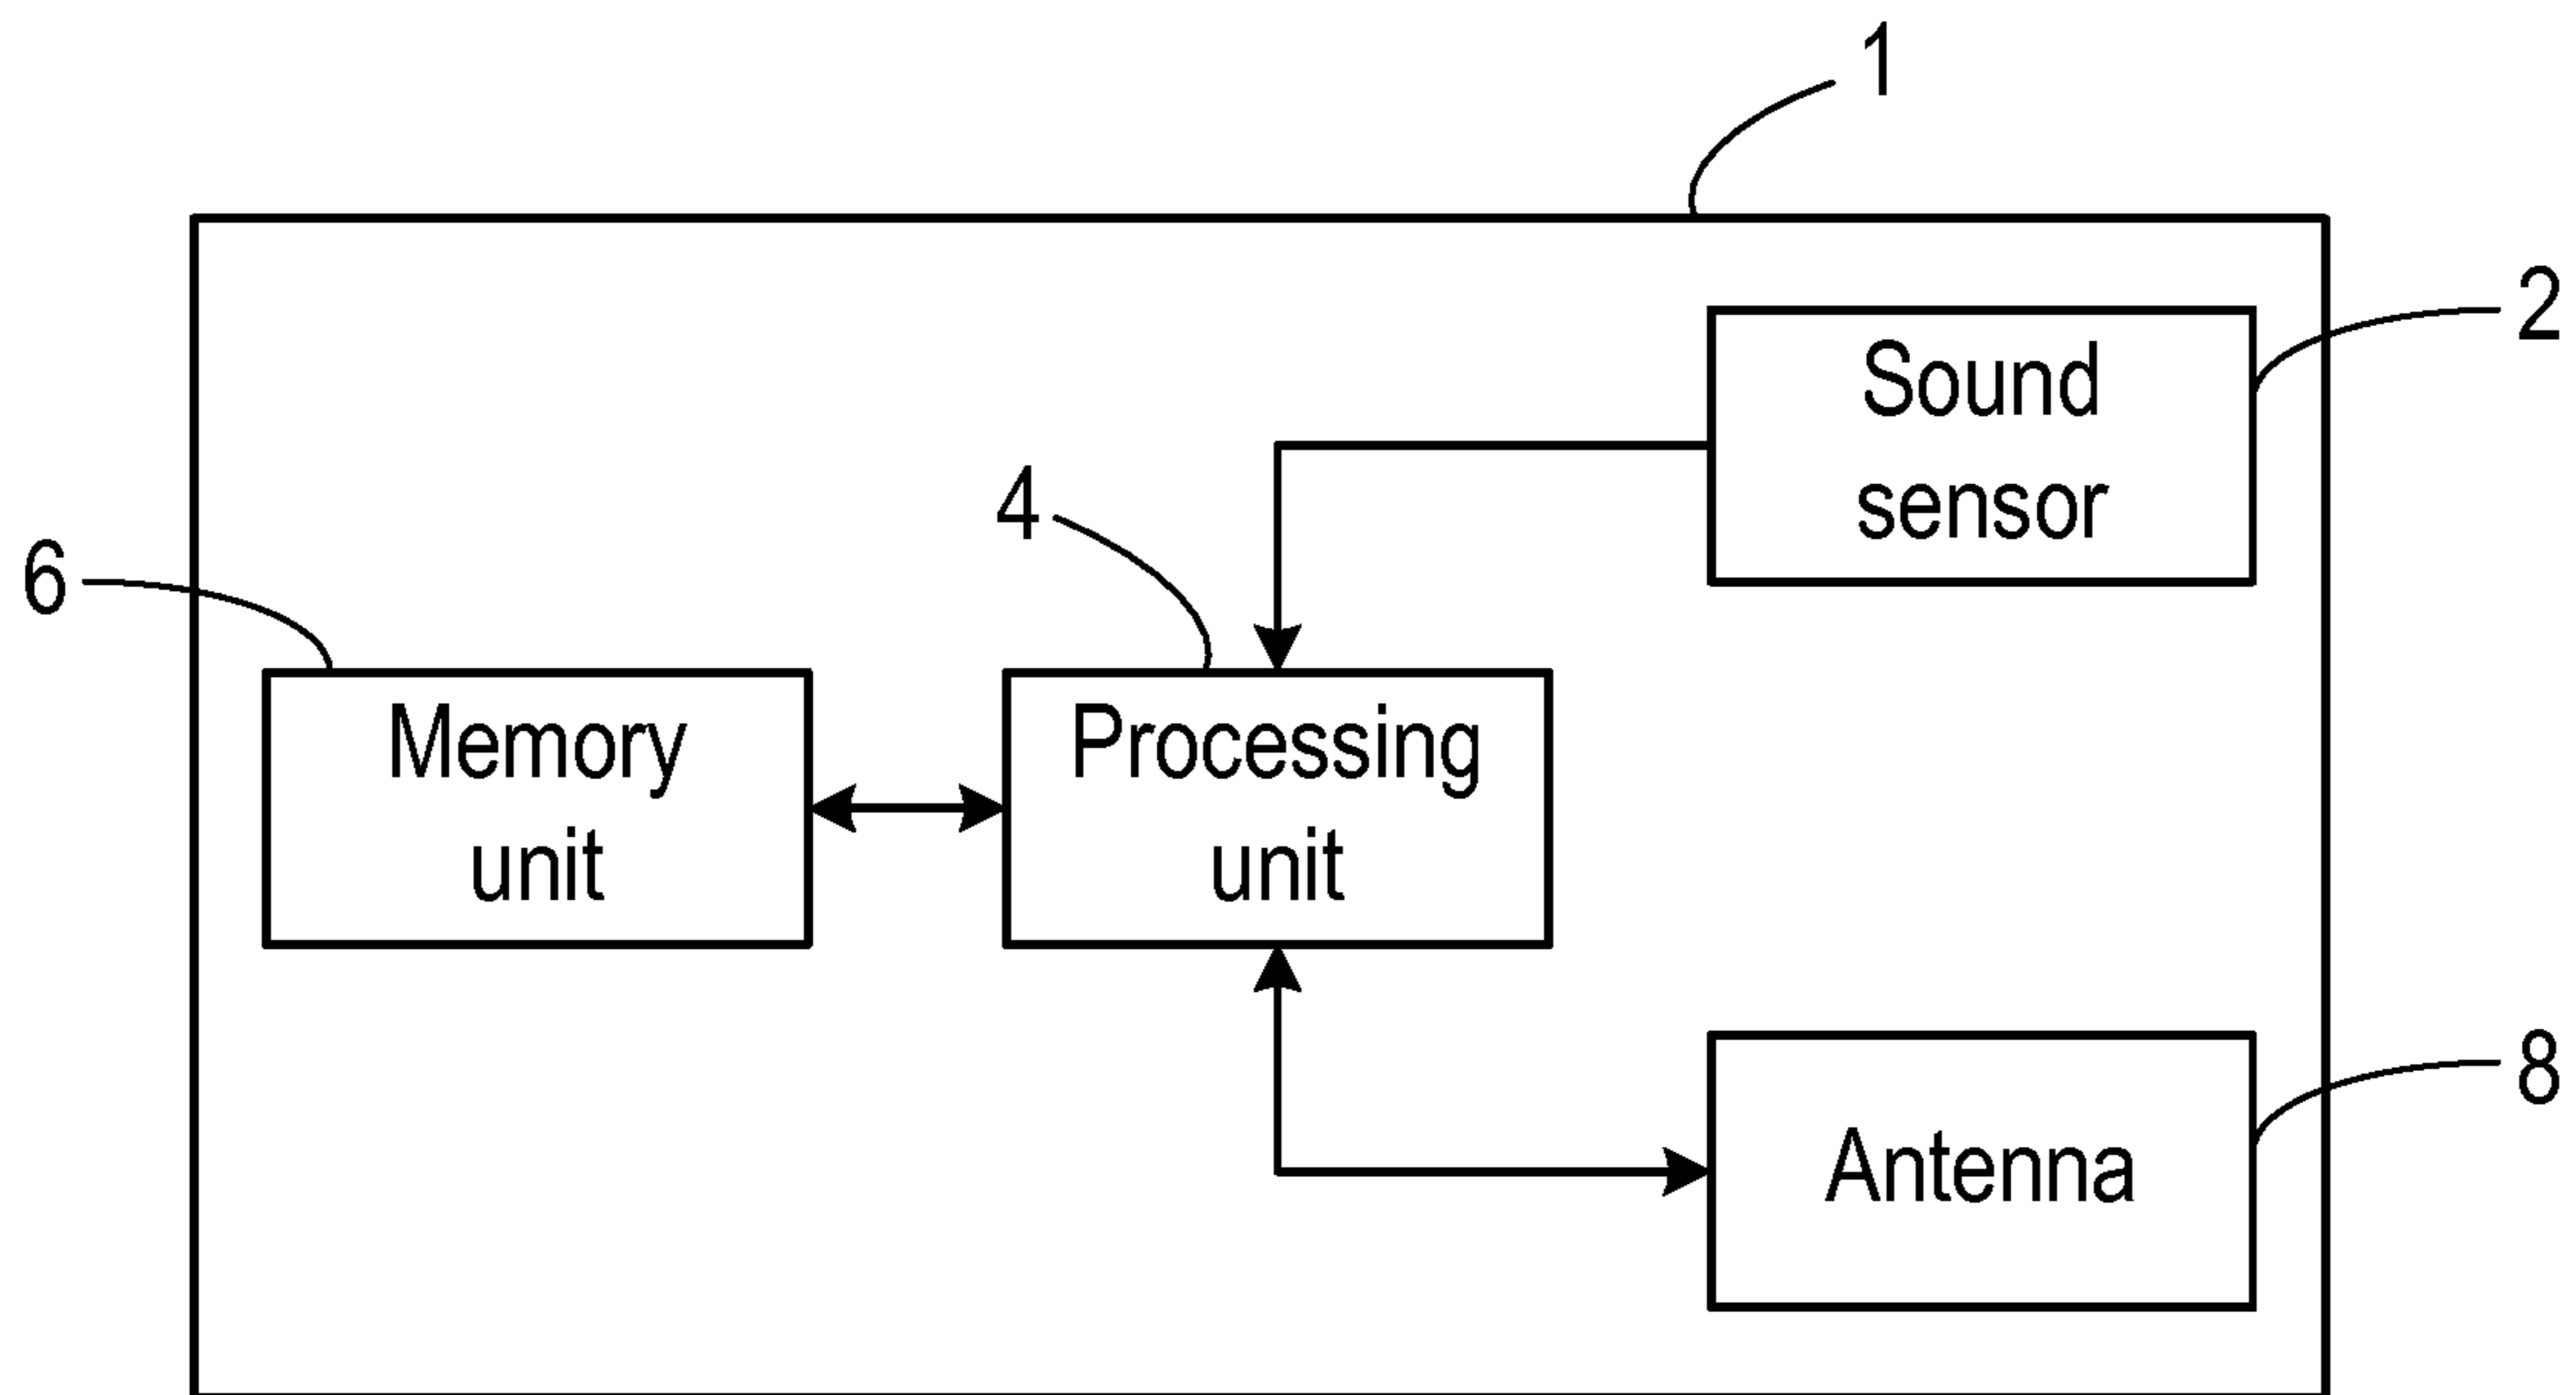 1
2
Sound
sensor
4
6
Memory
unit
Processing
unit
8
Antenna